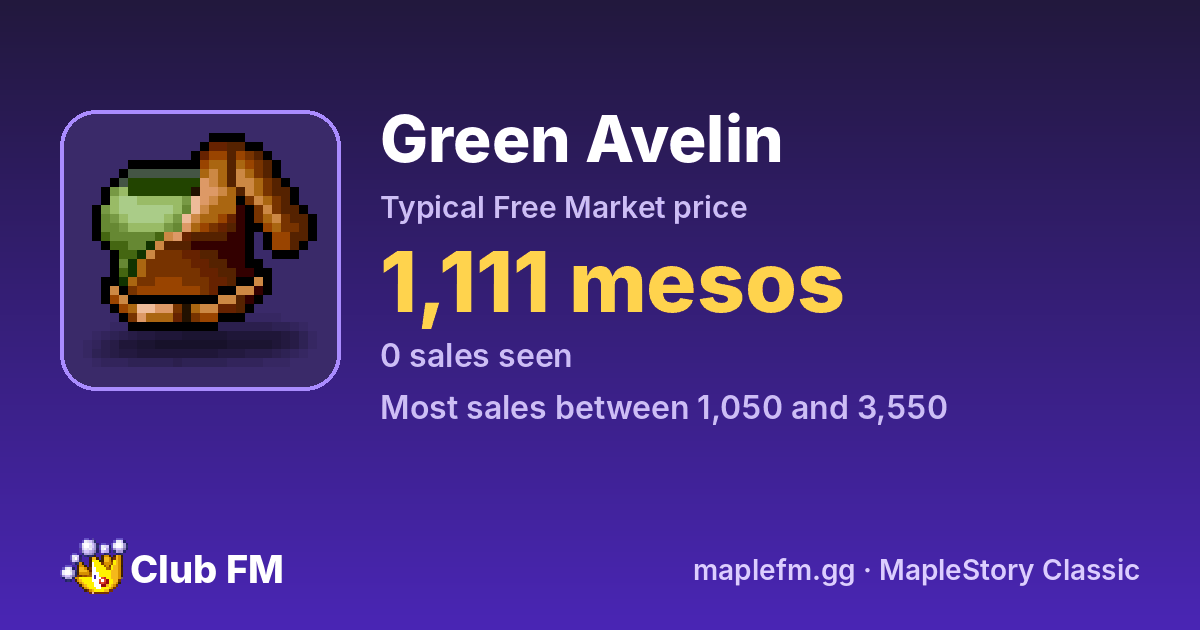 Green Avelin
Typical Free Market price
1,111 mesos
0 sales seen
Most sales between 1,050 and 3,550
Club FM
maplefm.gg · MapleStory Classic